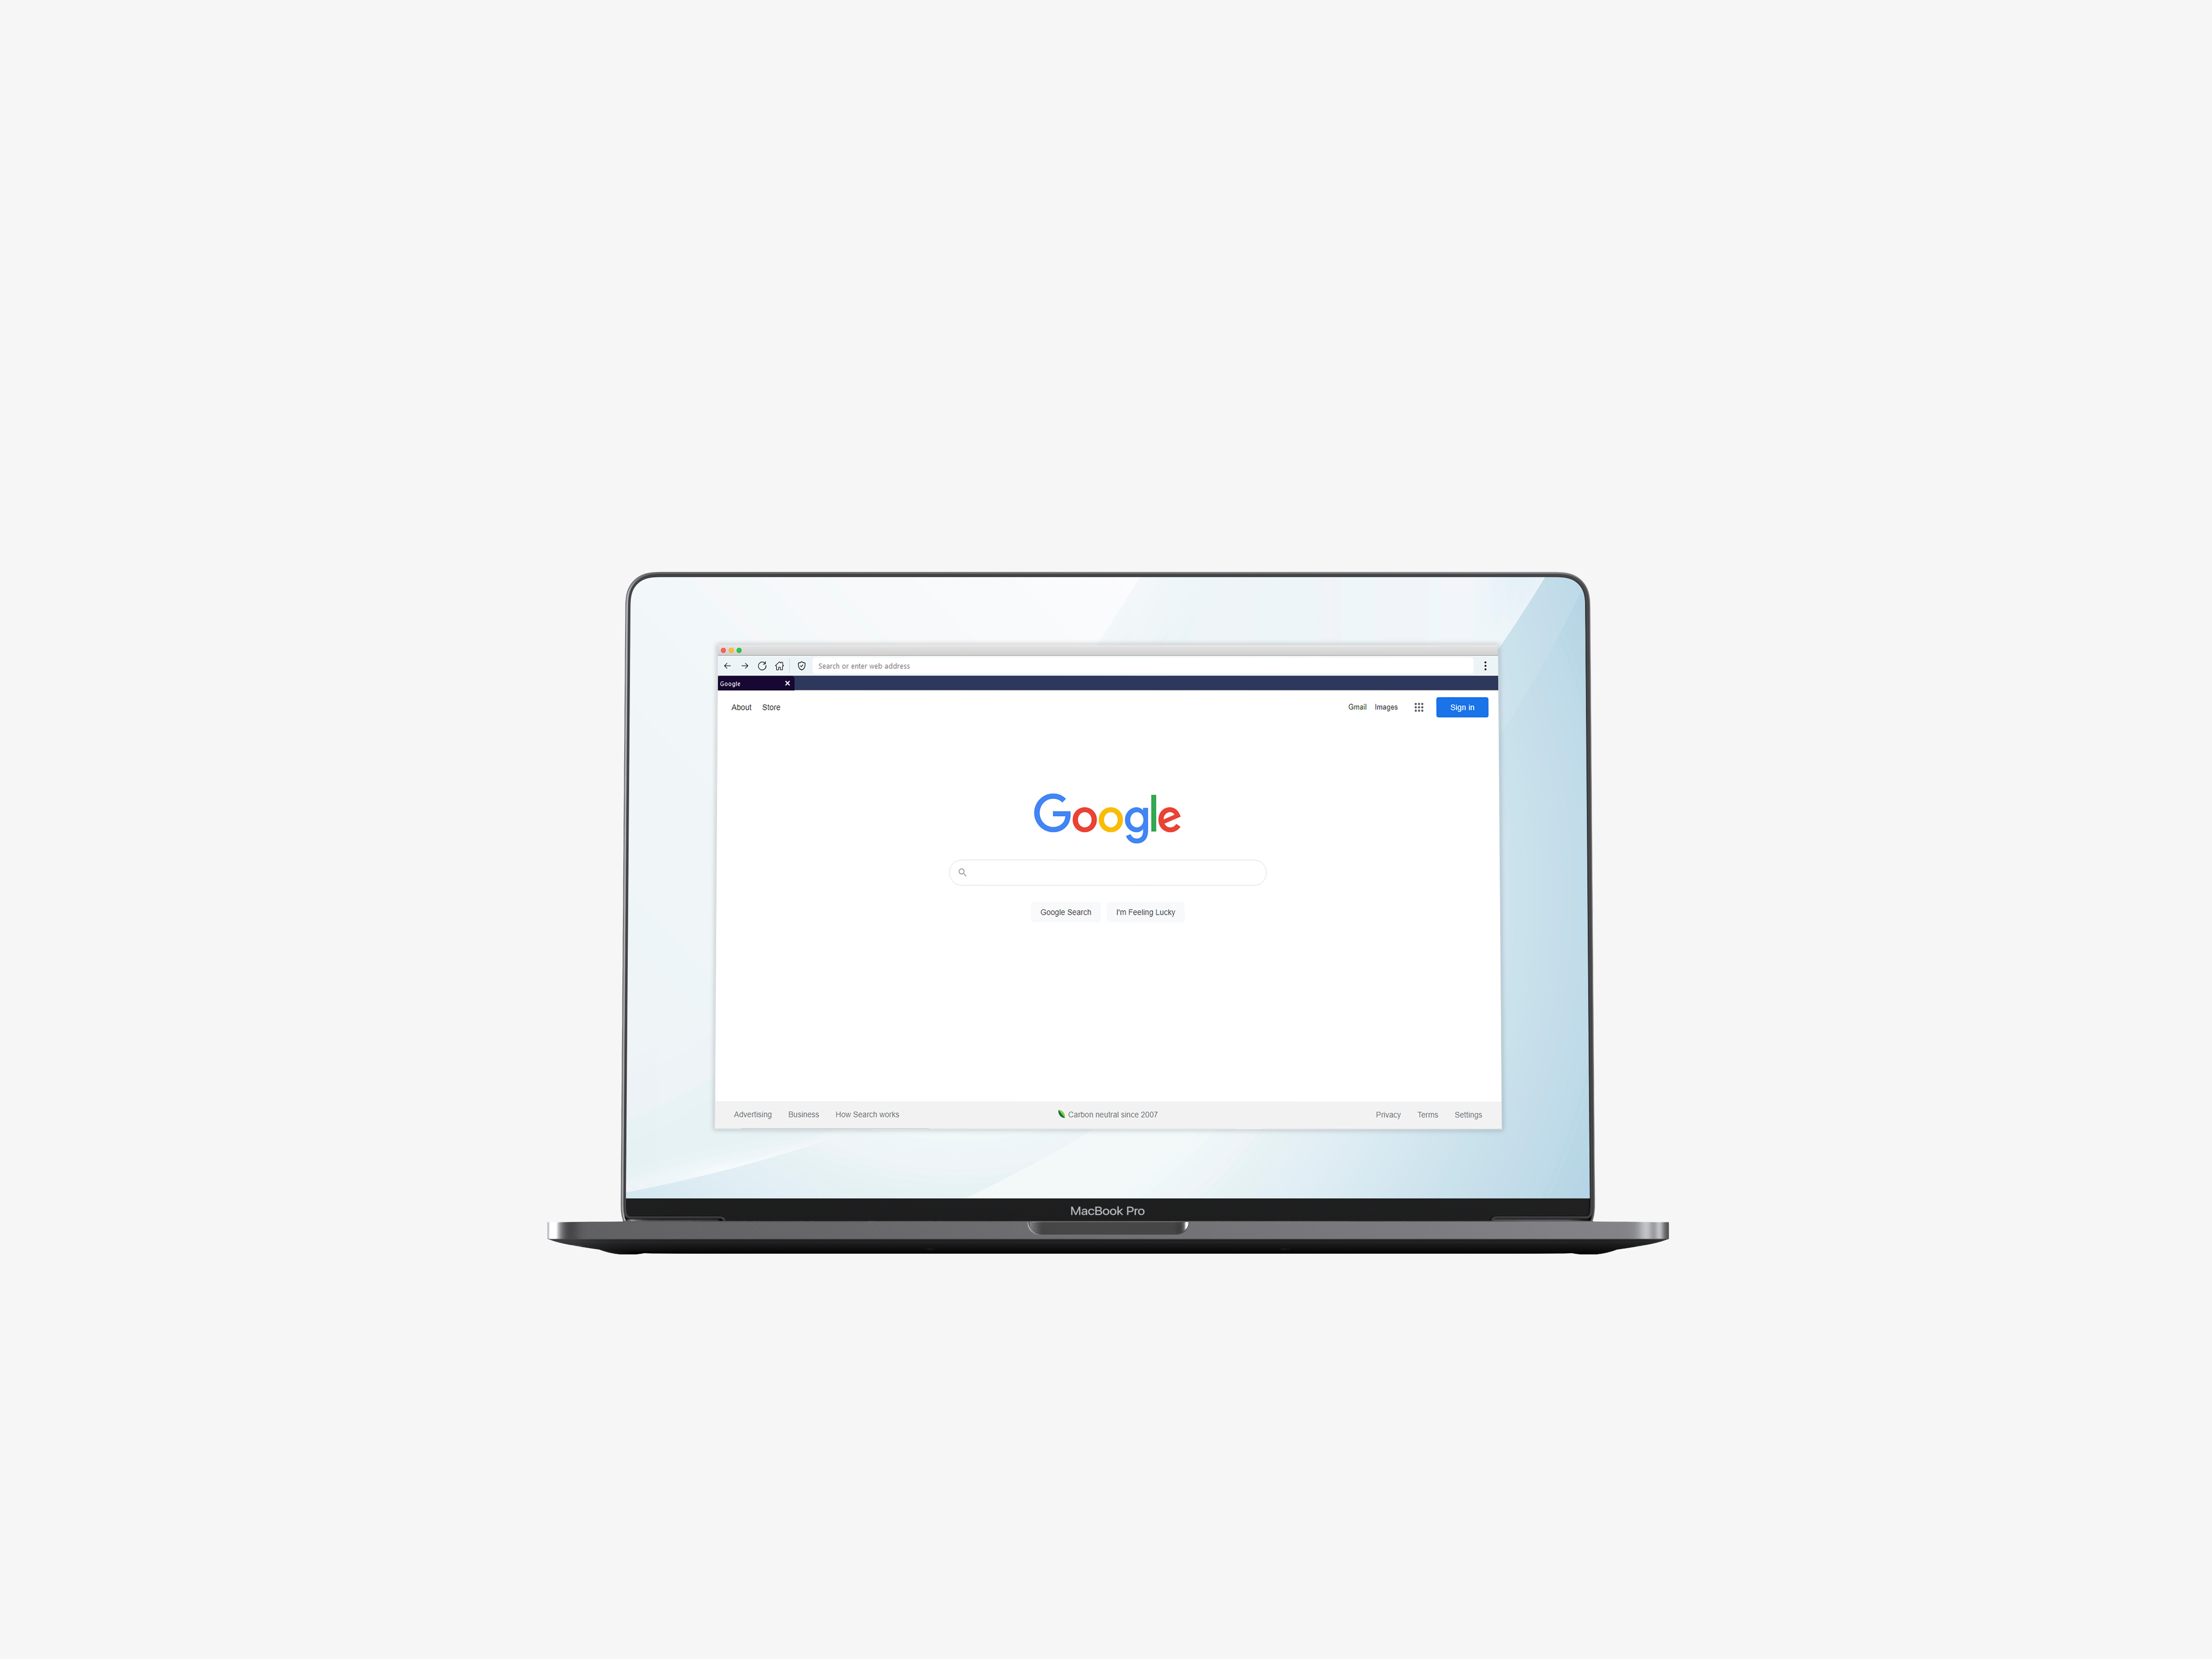 Search or enter web address
Google
About Store Gmail Images Sign in
Google
Google Search I'm Feeling Lucky
Advertising Business How Search works Carbon neutral since 2007 Privacy Terms Settings
MacBook Pro